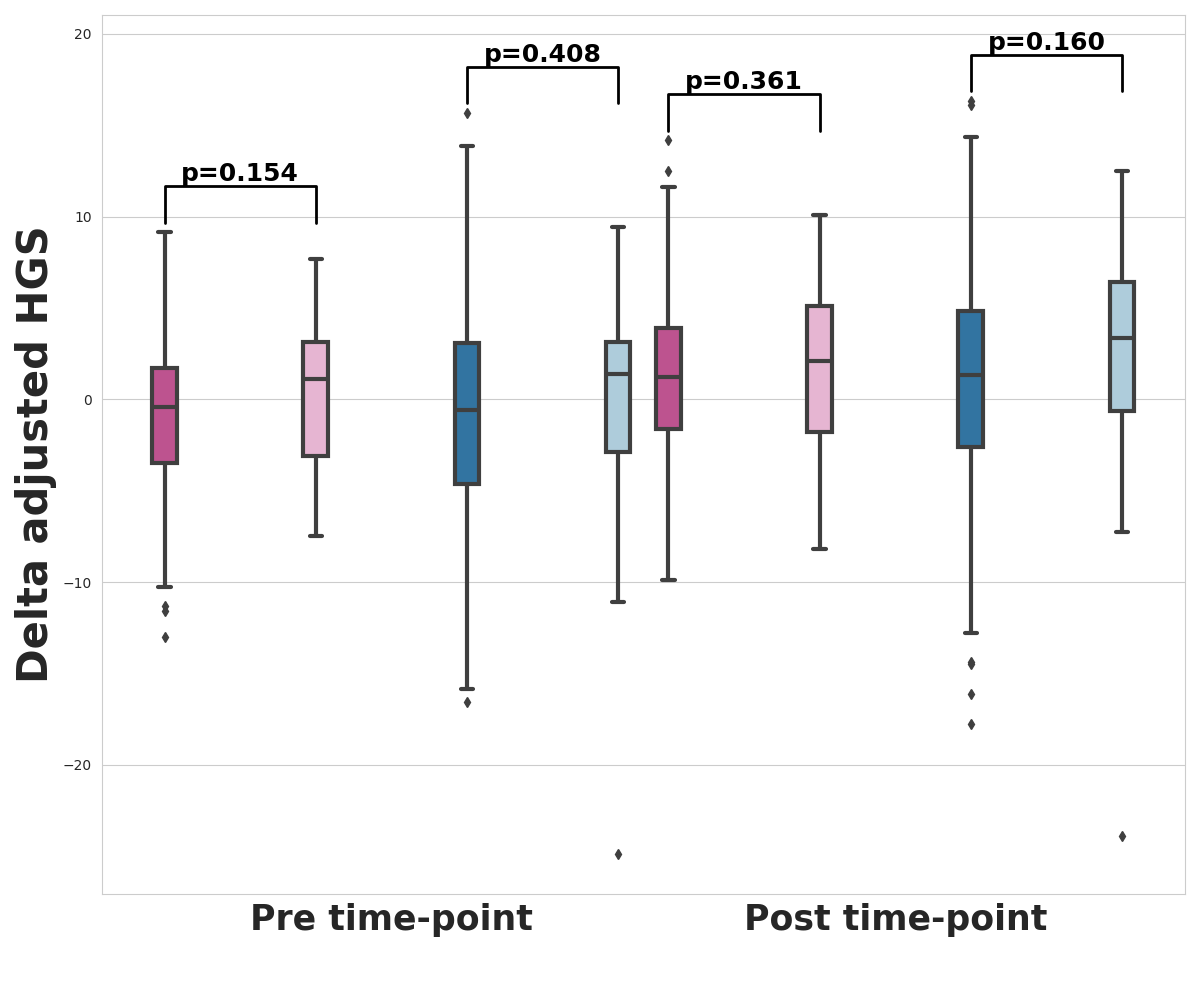 Delta adjusted HGS
20
10
0
−10
−20
p=0.154
p=0.408
p=0.361
p=0.160
Pre time-point
Post time-point